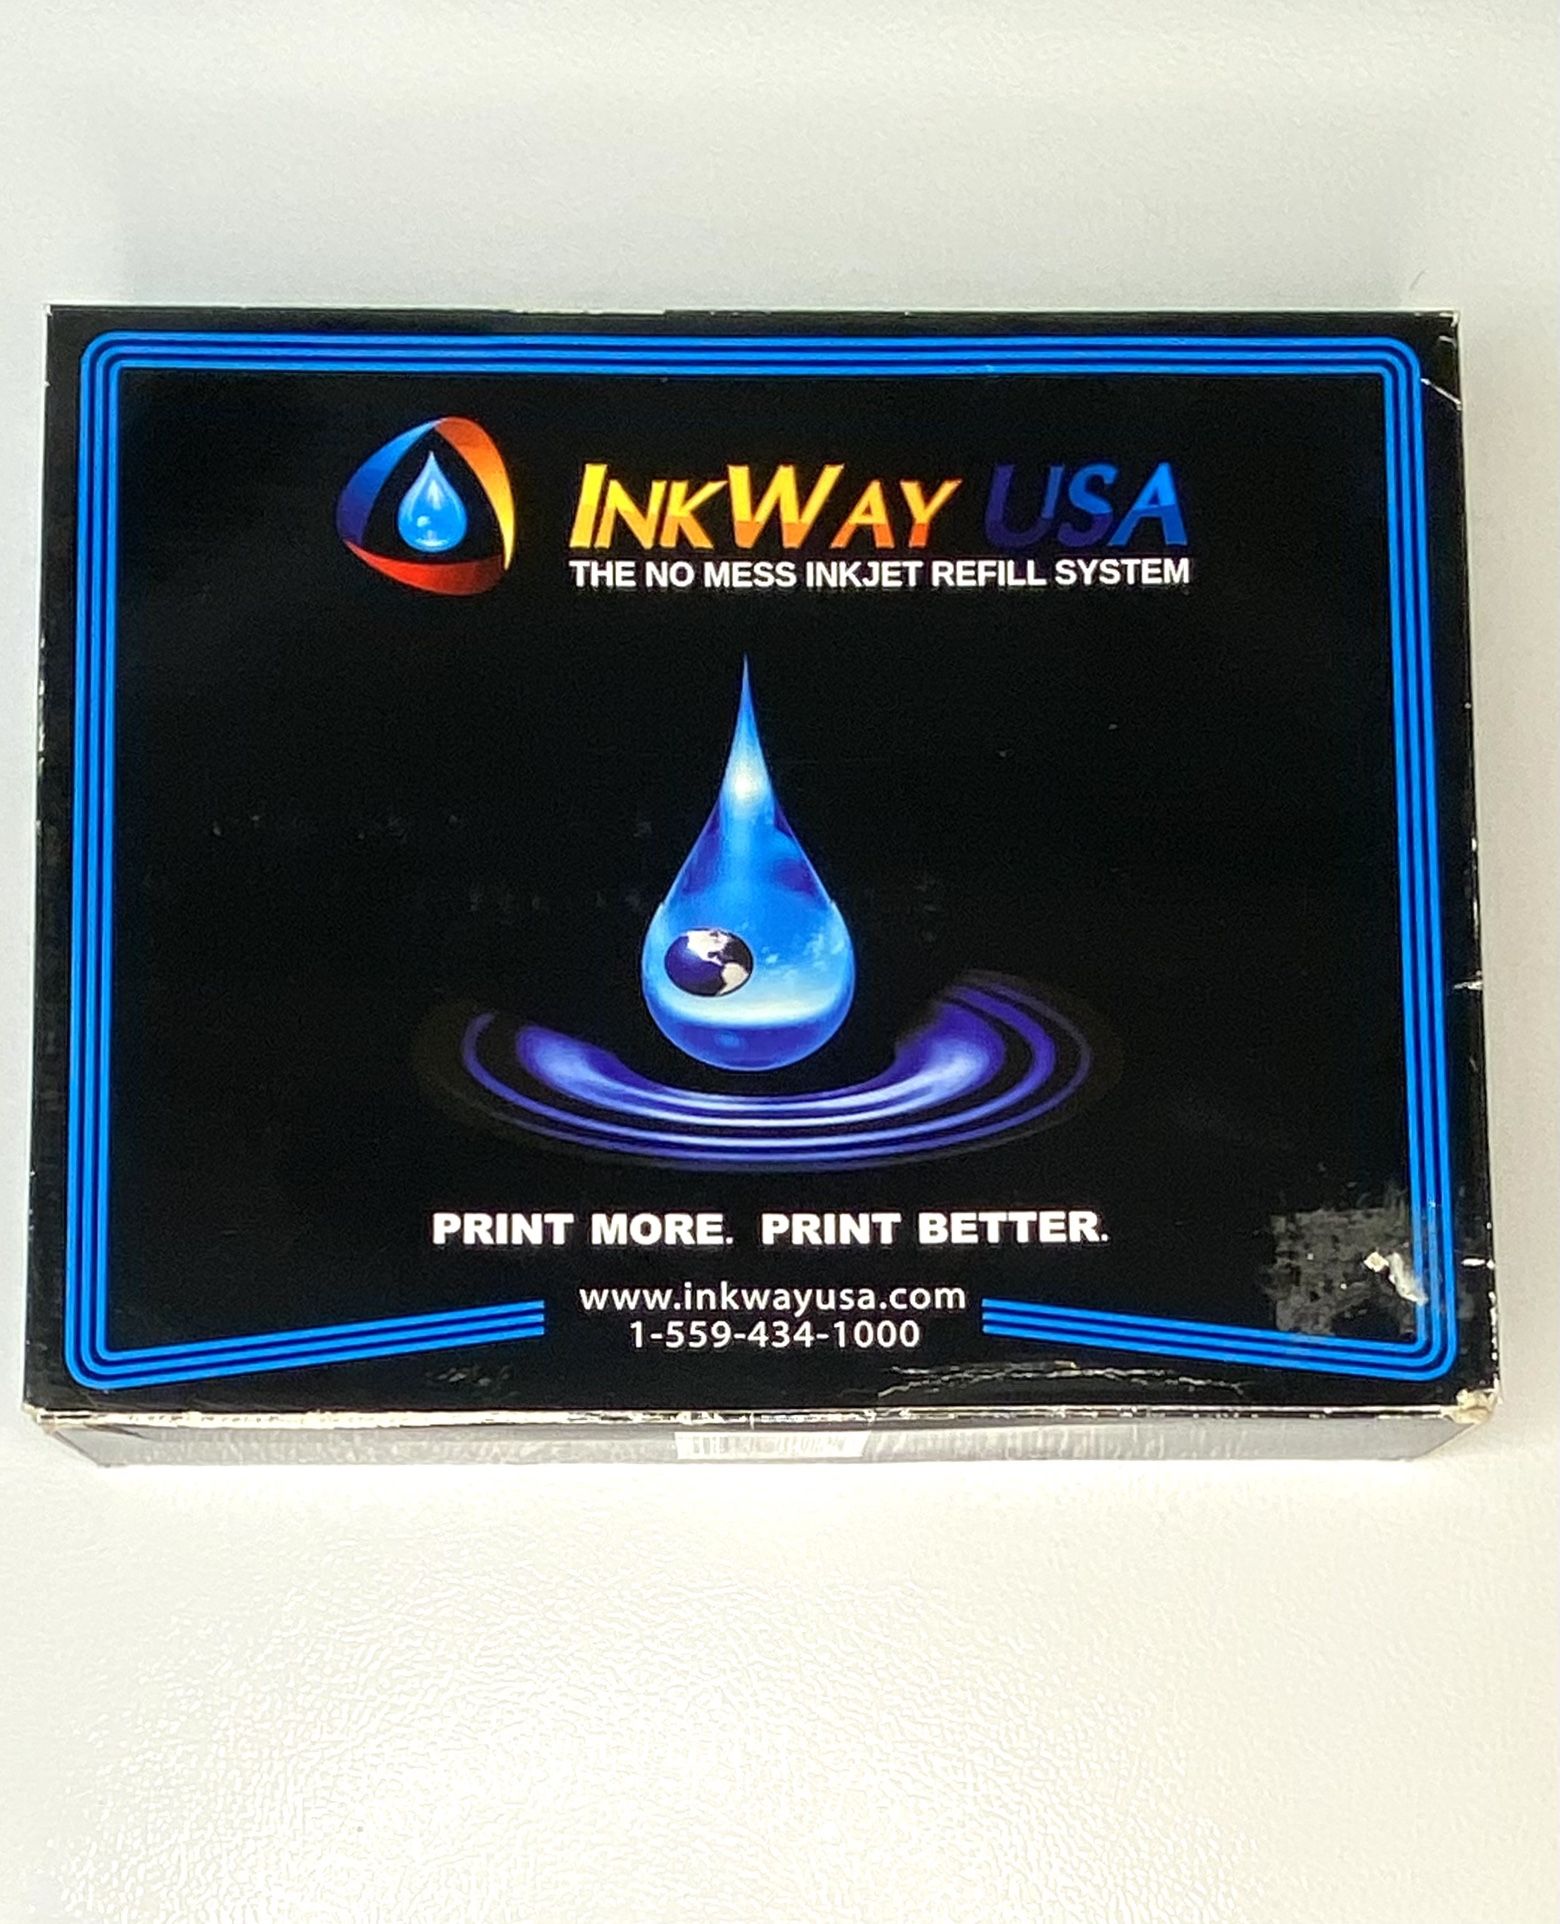 INKWAY USA
THE NO MESS INKJET REFILL SYSTEM
PRINT MORE. PRINT BETTER.
www.inkwayusa.com
1-559-434-1000